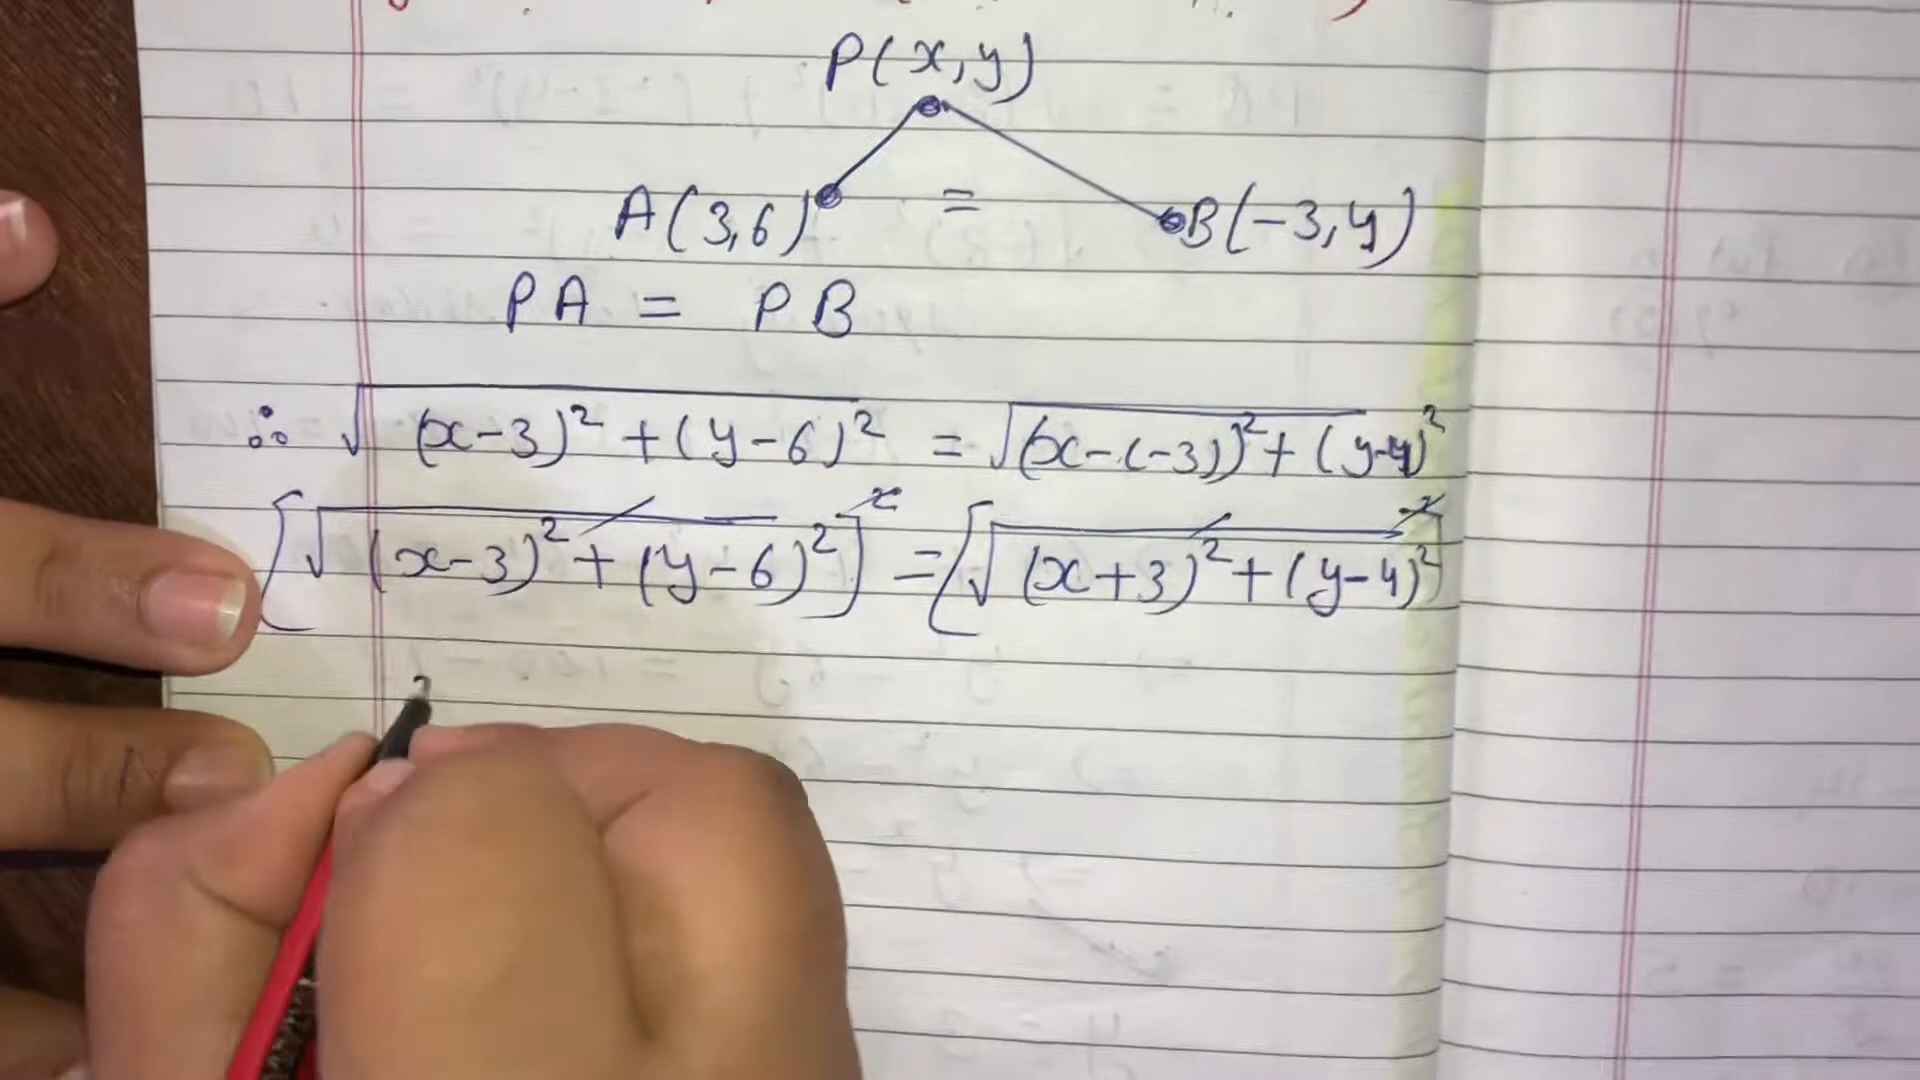 P(x,y)
A(3,6) = B(-3,4)
PA = PB
∴ √(x-3)² + (y-6)² = √(x-(-3))² + (y-4)²
[√(x-3)² + (y-6)²]² = [√(x+3)² + (y-4)²]²